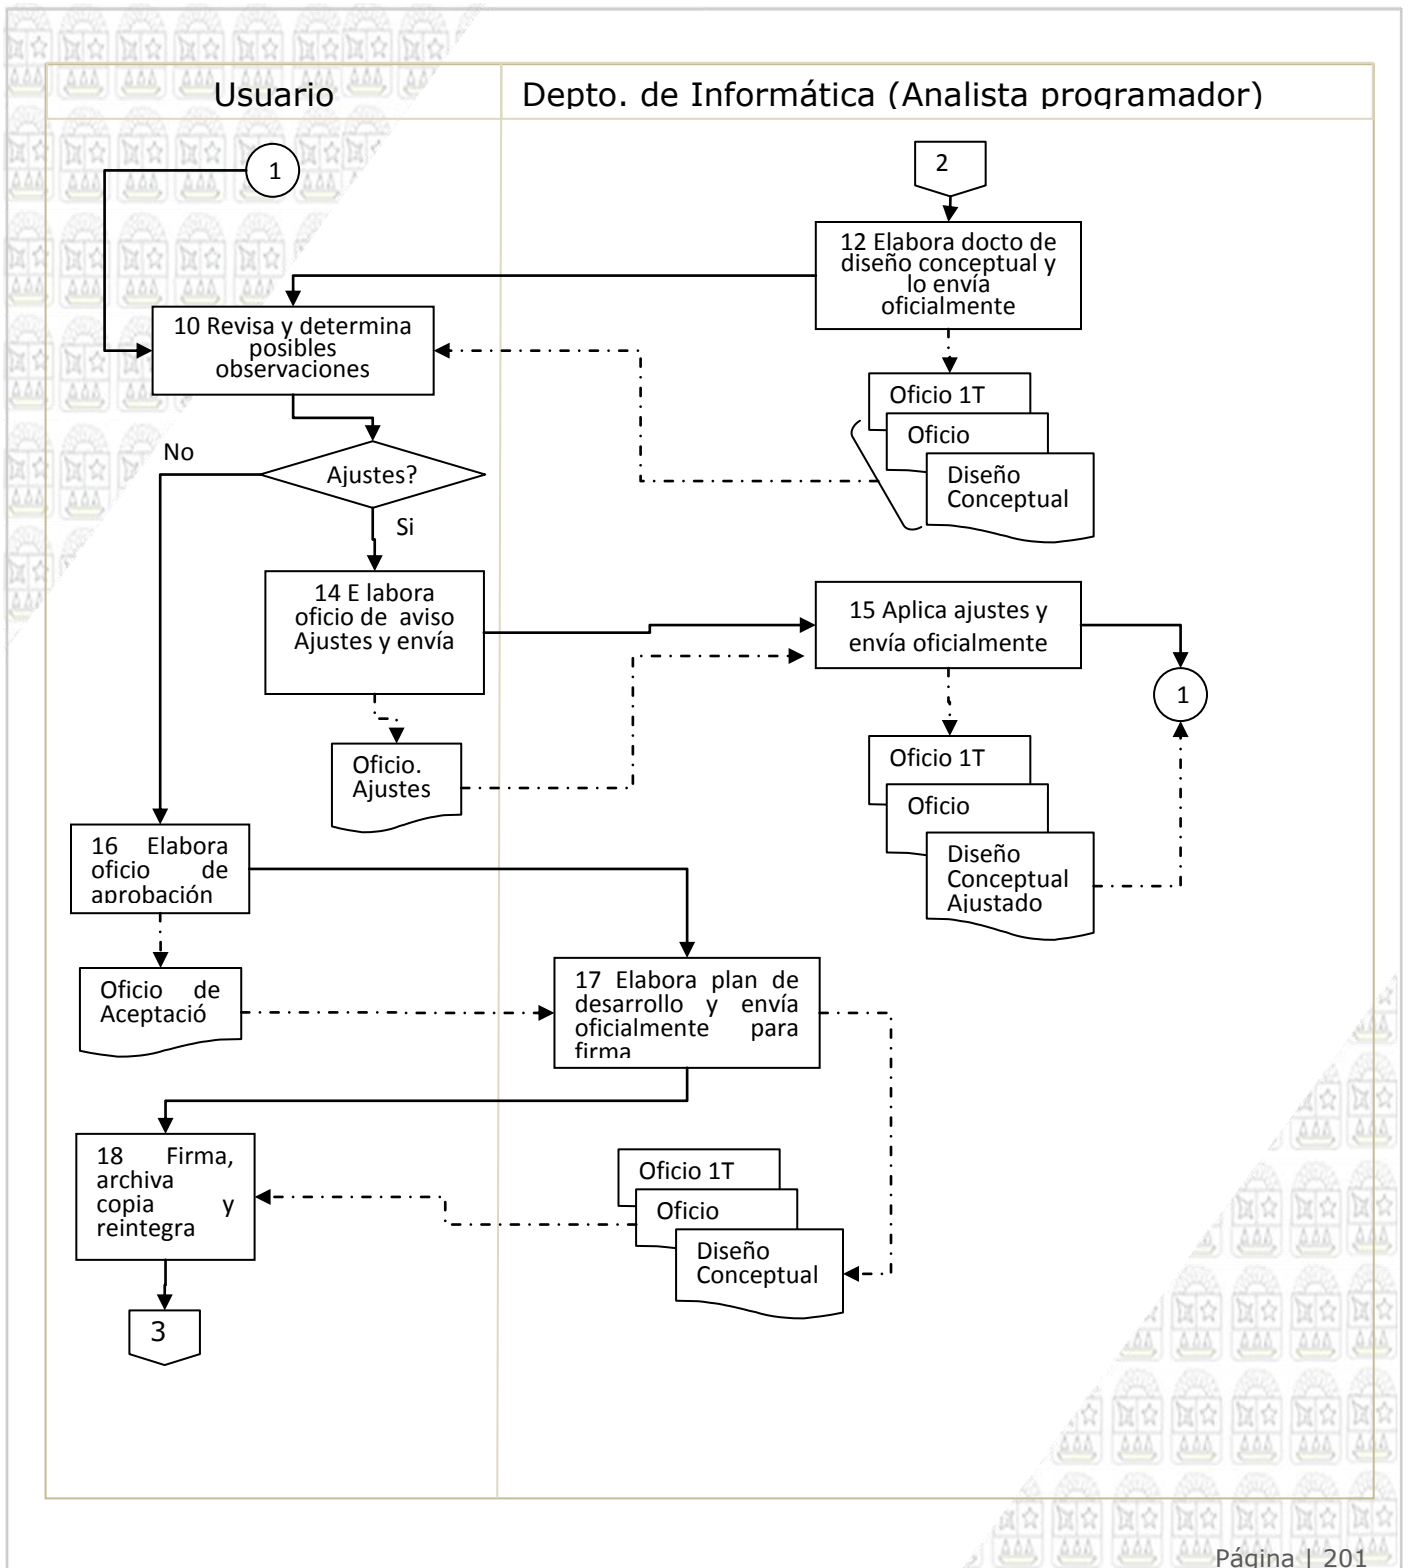 Usuario
Depto. de Informática (Analista programador)
1
2
12 Elabora docto de
diseño conceptual y
lo envía
oficialmente
10 Revisa y determina
posibles
observaciones
Oficio 1T
Oficio
Diseño
Conceptual
No
Ajustes?
Si
14 E labora
oficio de aviso
Ajustes y envía
15 Aplica ajustes y
envía oficialmente
1
Oficio.
Ajustes
Oficio 1T
Oficio
Diseño
Conceptual
Ajustado
16 Elabora
oficio de
aprobación
Oficio de
Aceptació
17 Elabora plan de
desarrollo y envía
oficialmente para
firma
18 Firma,
archiva
copia y
reintegra
Oficio 1T
Oficio
Diseño
Conceptual
3
Página | 201